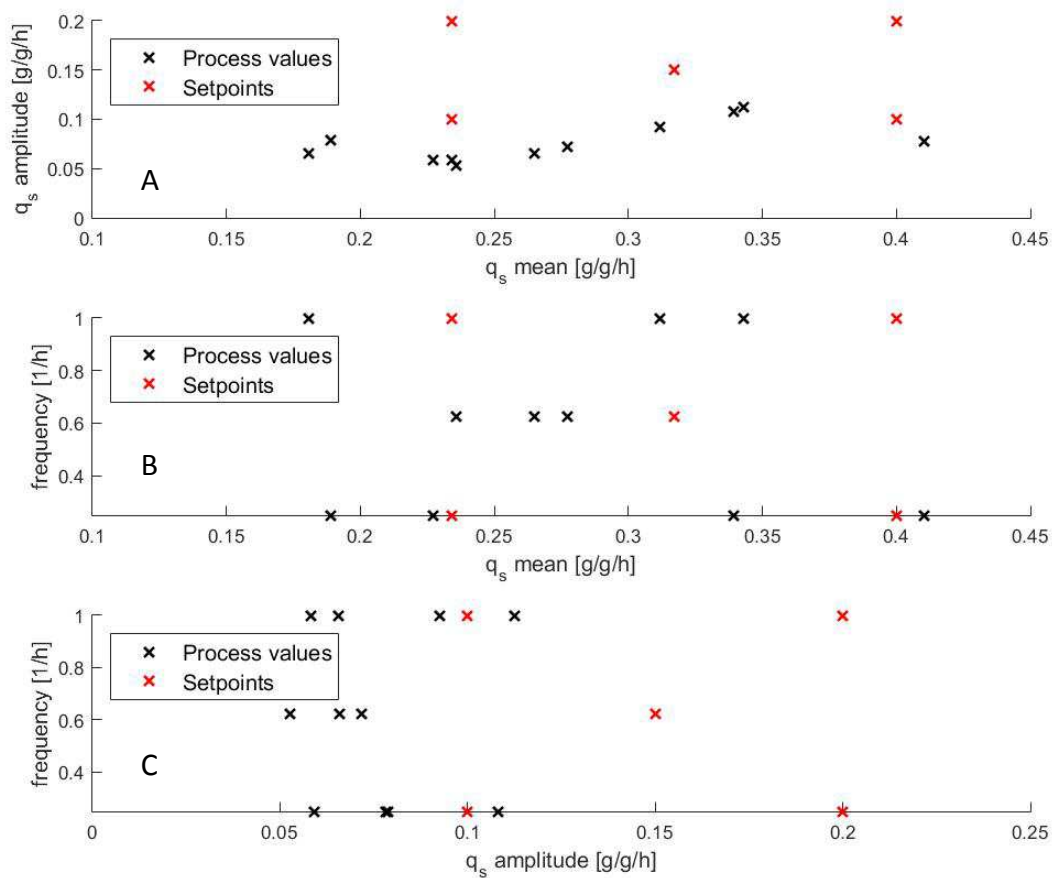 0.2
0.15
0.1
0.05
0
q_s amplitude [g/g/h]
Process values
Setpoints
A
0.1 0.15 0.2 0.25 0.3 0.35 0.4 0.45
q_s mean [g/g/h]
1
0.8
0.6
0.4
frequency [1/h]
Process values
Setpoints
B
0.1 0.15 0.2 0.25 0.3 0.35 0.4 0.45
q_s mean [g/g/h]
1
0.8
0.6
0.4
frequency [1/h]
Process values
Setpoints
C
0 0.05 0.1 0.15 0.2 0.25
q_s amplitude [g/g/h]